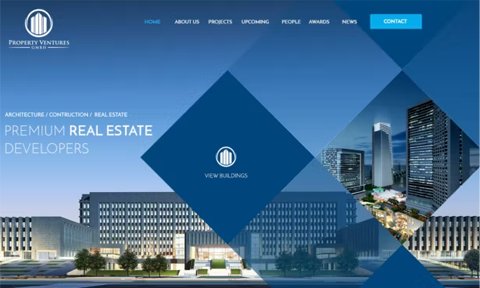 HOME ABOUT US PROJECTS UPCOMING PEOPLE AWARDS NEWS CONTACT
PROPERTY VENTURES
GMBH
ARCHITECTURE / CONTRUCTION / REAL ESTATE
PREMIUM REAL ESTATE
DEVELOPERS
VIEW BUILDINGS